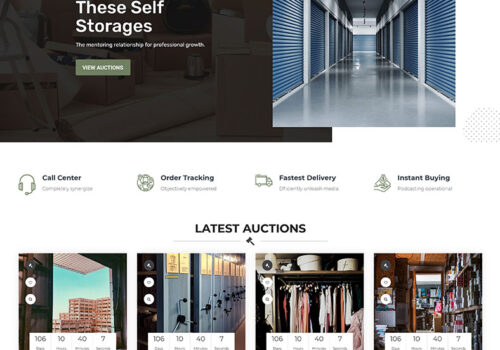 These Self
Storages
The mentoring relationship for professional growth.
VIEW AUCTIONS
Call Center
Completely synergize
Order Tracking
Objectively empowered
Fastest Delivery
Efficiently unleash media
Instant Buying
Podcasting operational
LATEST AUCTIONS
106 10 40 7
Days Hours Minutes Seconds
106 10 40 7
Days Hours Minutes Seconds
106 10 40 7
Days Hours Minutes Seconds
106 10 40 7
Days Hours Minutes Seconds